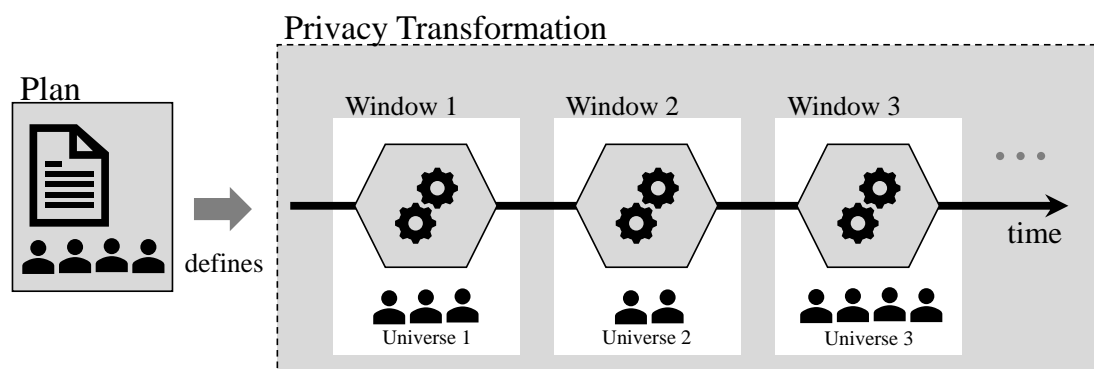 Privacy Transformation
Plan
Window 1
Window 2
Window 3
defines
time
Universe 1
Universe 2
Universe 3